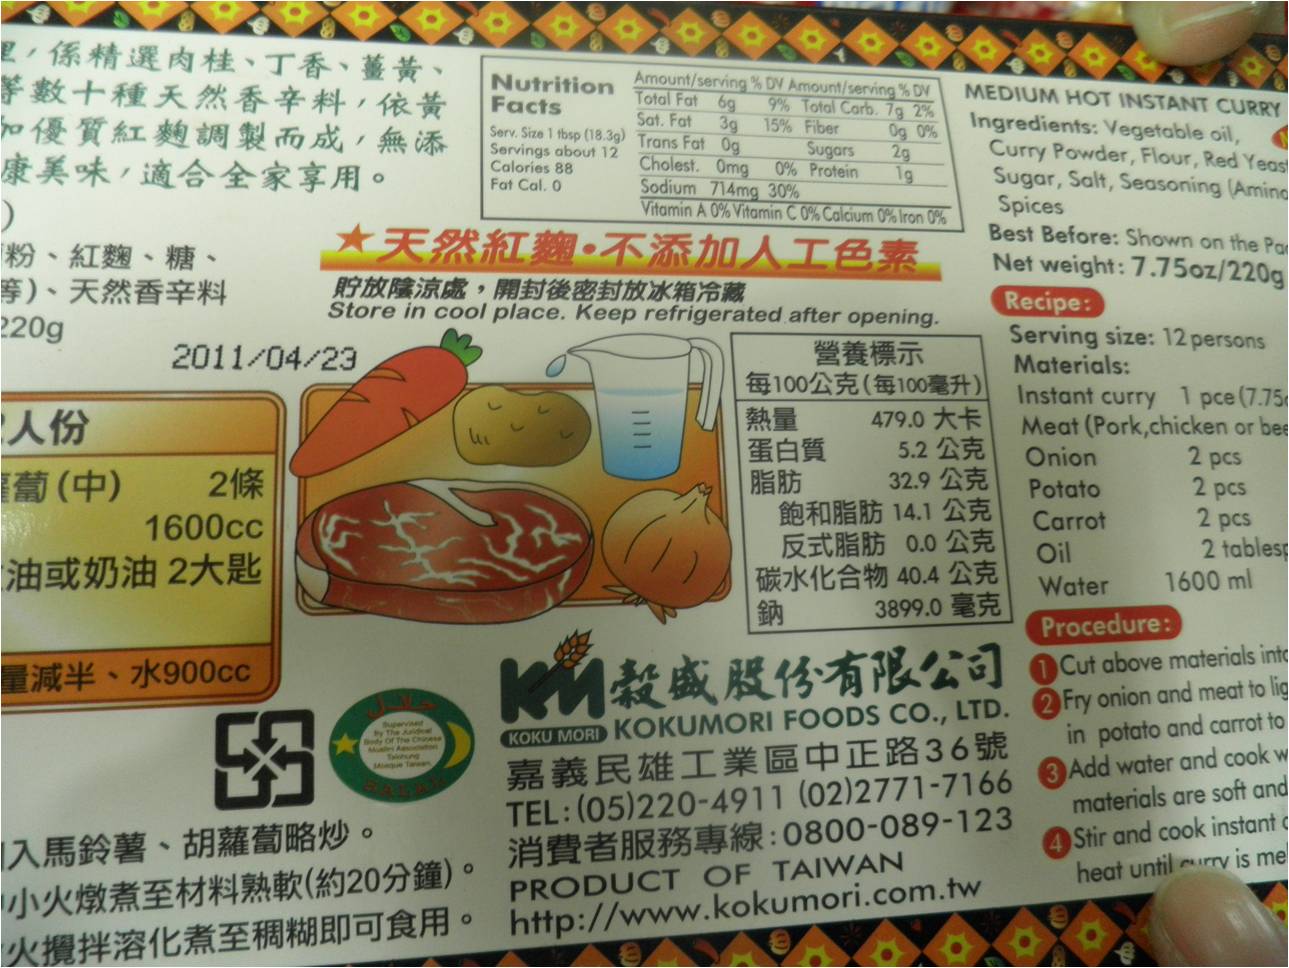 係精選肉桂、丁香、薑黃、
等數十種天然香辛料，依黃
加優質紅麴調製而成，無添
康美味，適合全家享用。
)
粉、紅麴、糖、
等)、天然香辛料
220g
2011/04/23
人份
蔔(中) 2條
1600cc
油或奶油 2大匙
量減半、水900cc
入馬鈴薯、胡蘿蔔略炒。
小火燉煮至材料熟軟(約20分鐘)。
火攪拌溶化煮至稠糊即可食用。
Nutrition
Facts
Serv. Size 1 tbsp (18.3g)
Servings about 12
Calories 88
Fat Cal. 0
Amount/serving % DV Amount/serving % DV
Total Fat 6g 9% Total Carb. 7g 2%
Sat. Fat 3g 15% Fiber 0g 0%
Trans Fat 0g Sugars 2g
Cholest. 0mg 0% Protein 1g
Sodium 714mg 30%
Vitamin A 0% Vitamin C 0% Calcium 0% Iron 0%
★天然紅麴•不添加人工色素
貯放陰涼處，開封後密封放冰箱冷藏
Store in cool place. Keep refrigerated after opening.
營養標示
每100公克(每100毫升)
熱量 479.0 大卡
蛋白質 5.2 公克
脂肪 32.9 公克
飽和脂肪 14.1 公克
反式脂肪 0.0 公克
碳水化合物 40.4 公克
鈉 3899.0 毫克
حلال
Supervised
by The Juridical
Body Of The Chinese
Muslim Association
Taichung
Mosque Taiwan.
HALAL
KM
KOKU MORI
穀盛股份有限公司
KOKUMORI FOODS CO., LTD.
嘉義民雄工業區中正路36號
TEL:(05)220-4911 (02)2771-7166
消費者服務專線:0800-089-123
PRODUCT OF TAIWAN
http://www.kokumori.com.tw
MEDIUM HOT INSTANT CURRY
Ingredients: Vegetable oil,
Curry Powder, Flour, Red Yeast
Sugar, Salt, Seasoning (Amino
Spices
Best Before: Shown on the Pac
Net weight: 7.75oz/220g
Recipe:
Serving size: 12 persons
Materials:
Instant curry 1 pce (7.75o
Meat (Pork,chicken or bee
Onion 2 pcs
Potato 2 pcs
Carrot 2 pcs
Oil 2 tablesp
Water 1600 ml
Procedure:
1 Cut above materials into
2 Fry onion and meat to lig
in potato and carrot to
3 Add water and cook w
materials are soft and
4 Stir and cook instant c
heat until curry is mel